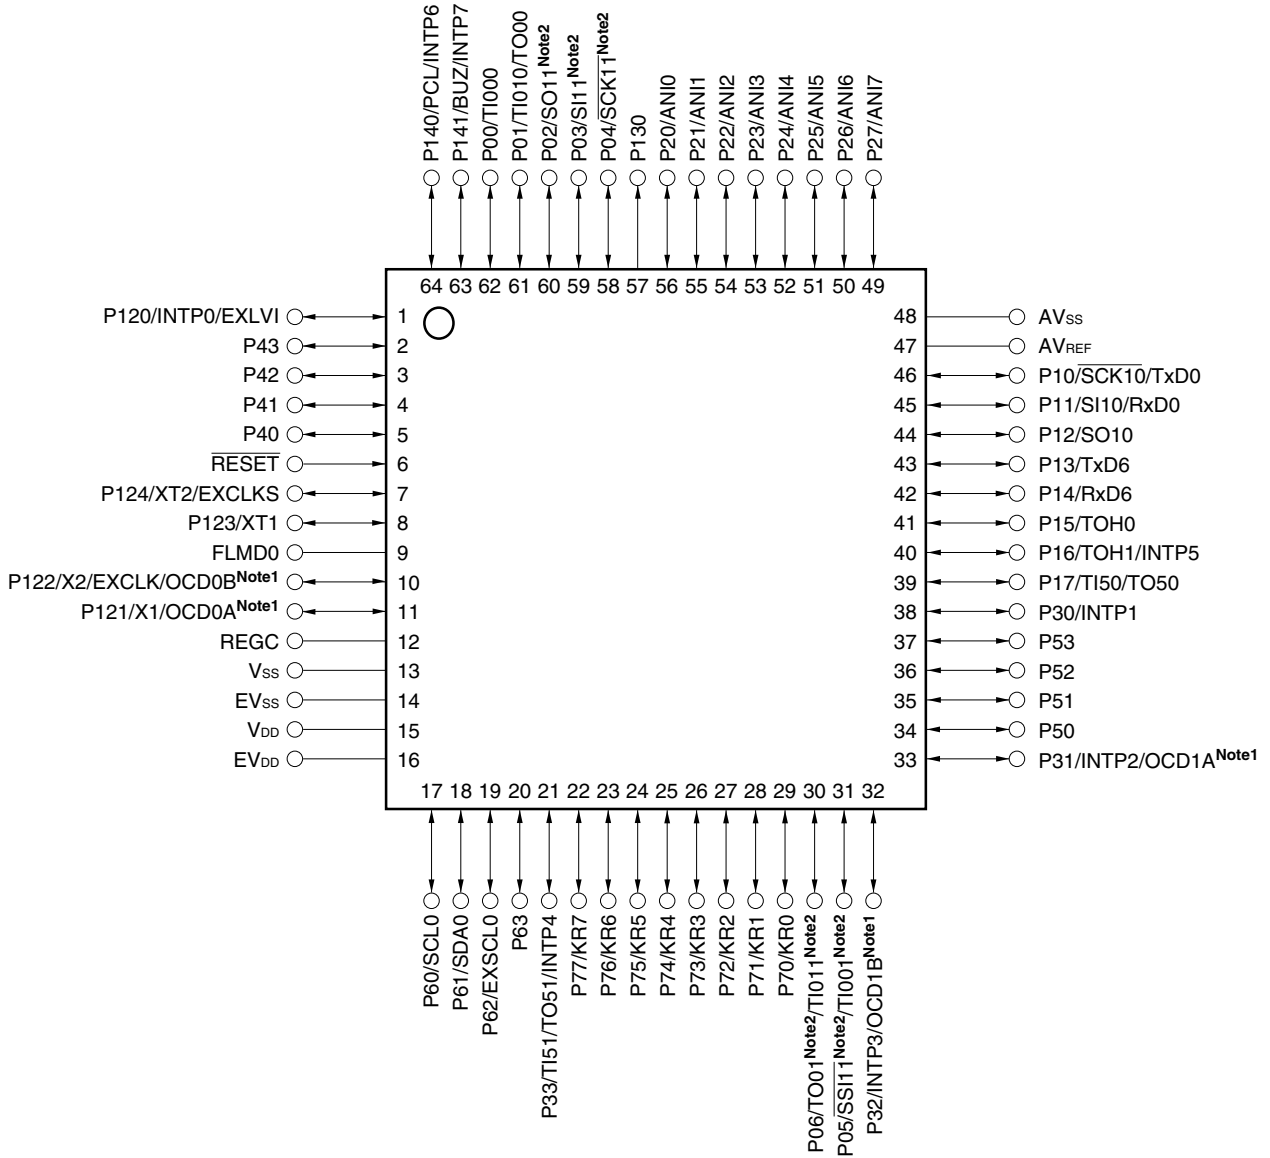 P140/PCL/INTP6
P141/BUZ/INTP7
P00/TI000
P01/TI010/TO00
P02/SO11Note2
P03/SI11Note2
P04/SCK11Note2
P130
P20/ANI0
P21/ANI1
P22/ANI2
P23/ANI3
P24/ANI4
P25/ANI5
P26/ANI6
P27/ANI7
64 63 62 61 60 59 58 57 56 55 54 53 52 51 50 49
P120/INTP0/EXLVI 1
P43 2
P42 3
P41 4
P40 5
RESET 6
P124/XT2/EXCLKS 7
P123/XT1 8
FLMD0 9
P122/X2/EXCLK/OCD0BNote1 10
P121/X1/OCD0ANote1 11
REGC 12
VSS 13
EVSS 14
VDD 15
EVDD 16
48 AVSS
47 AVREF
46 P10/SCK10/TxD0
45 P11/SI10/RxD0
44 P12/SO10
43 P13/TxD6
42 P14/RxD6
41 P15/TOH0
40 P16/TOH1/INTP5
39 P17/TI50/TO50
38 P30/INTP1
37 P53
36 P52
35 P51
34 P50
33 P31/INTP2/OCD1ANote1
17 18 19 20 21 22 23 24 25 26 27 28 29 30 31 32
P60/SCL0
P61/SDA0
P62/EXSCL0
P63
P33/TI51/TO51/INTP4
P77/KR7
P76/KR6
P75/KR5
P74/KR4
P73/KR3
P72/KR2
P71/KR1
P70/KR0
P06/TO01Note2/TI011Note2
P05/SSI11Note2/TI001Note2
P32/INTP3/OCD1BNote1